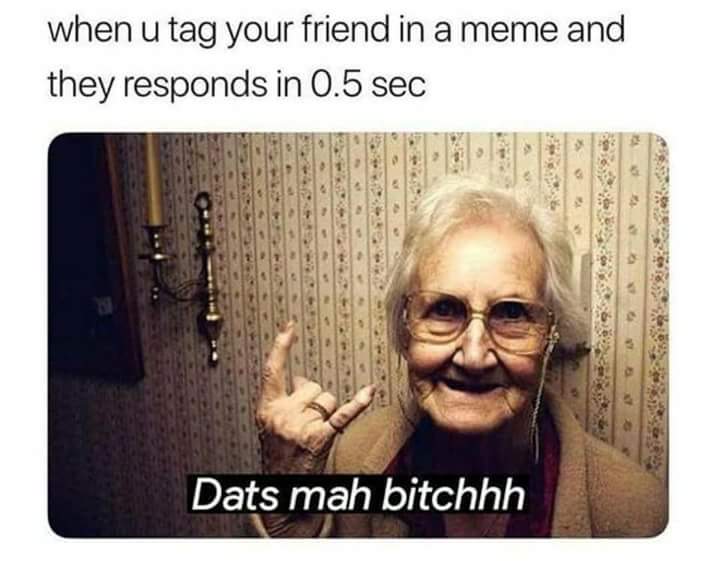 when u tag your friend in a meme and
they responds in 0.5 sec
Dats mah bitchhh